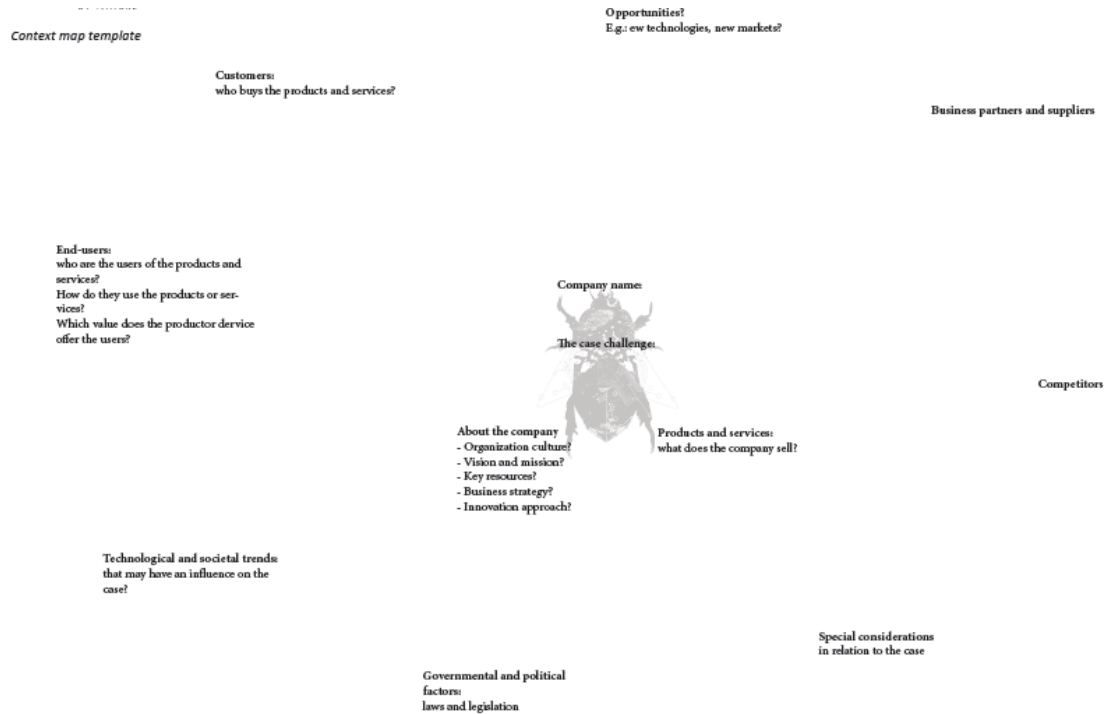 Context map template
Opportunities?
E.g.: ew technologies, new markets?
Customers:
who buys the products and services?
Business partners and suppliers
End-users:
who are the users of the products and
services?
How do they use the products or ser-
vices?
Which value does the productor dervice
offer the users?
Company name:
The case challenge:
Competitors
About the company
- Organization culture?
- Vision and mission?
- Key resources?
- Business strategy?
- Innovation approach?
Products and services:
what does the company sell?
Technological and societal trends:
that may have an influence on the
case?
Special considerations
in relation to the case
Governmental and political
factors:
laws and legislation